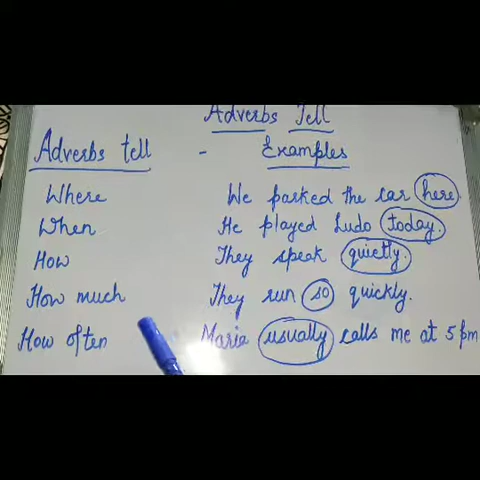 Adverbs Tell
Adverbs tell - Examples
Where We parked the car here.
When He played Ludo today.
How They speak quietly.
How much They run so quickly.
How often Maria usually calls me at 5 pm